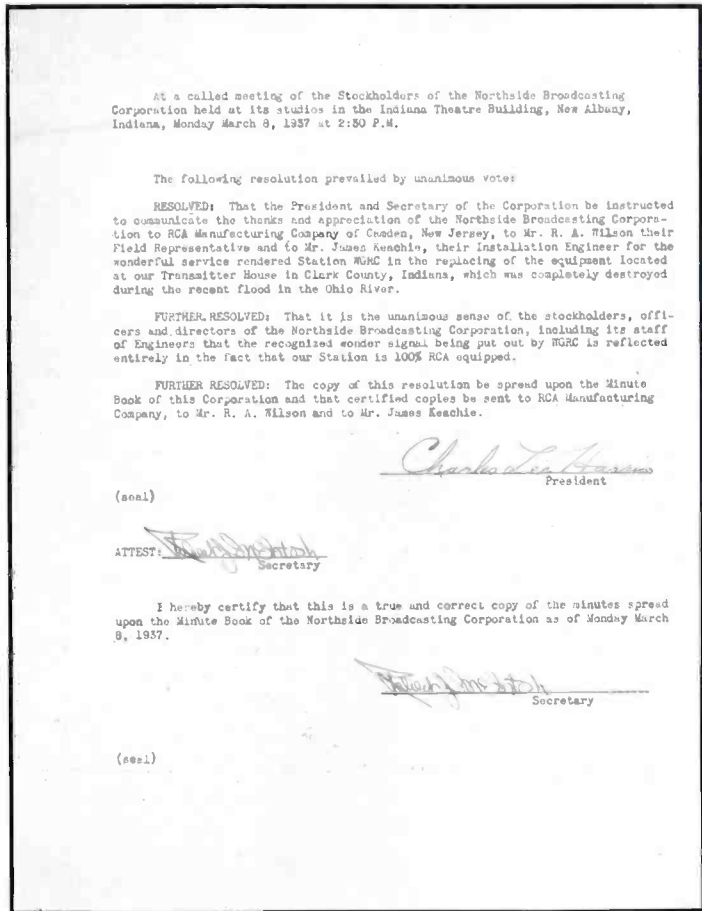 At a called meeting of the Stockholders of the Northside Broadcasting
Corporation held at its studios in the Indiana Theatre Building, New Albany,
Indiana, Monday March 8, 1937 at 2:30 P.M.
The following resolution prevailed by unanimous vote:
RESOLVED: That the President and Secretary of the Corporation be instructed
to communicate the thanks and appreciation of the Northside Broadcasting Corpora-
tion to RCA Manufacturing Company of Camden, New Jersey, to Mr. R. A. Wilson their
Field Representative and to Mr. James Keachie, their Installation Engineer for the
wonderful service rendered Station WGRC in the replacing of the equipment located
at our Transmitter House in Clark County, Indiana, which was completely destroyed
during the recent flood in the Ohio River.
FURTHER RESOLVED: That it is the unanimous sense of the stockholders, offi-
cers and directors of the Northside Broadcasting Corporation, including its staff
of Engineers that the recognized wonder signal being put out by WGRC is reflected
entirely in the fact that our Station is 100% RCA equipped.
FURTHER RESOLVED: The copy of this resolution be spread upon the Minute
Book of this Corporation and that certified copies be sent to RCA Manufacturing
Company, to Mr. R. A. Wilson and to Mr. James Keachie.
Charles Lee Harris
President
(seal)
ATTEST:
Secretary
I hereby certify that this is a true and correct copy of the minutes spread
upon the Minute Book of the Northside Broadcasting Corporation as of Monday March
8, 1937.
Secretary
(seal)